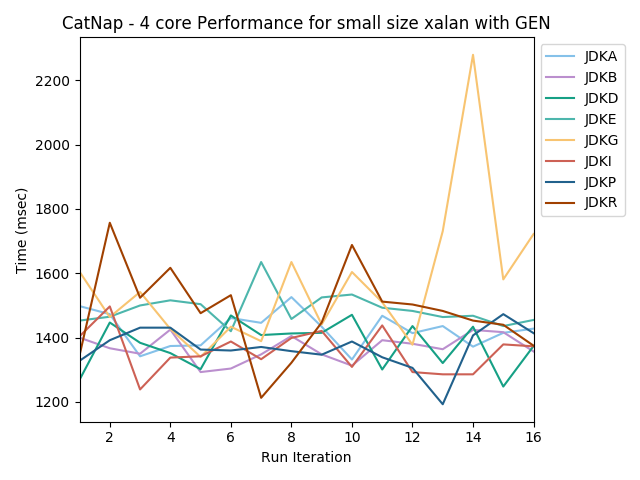 CatNap - 4 core Performance for small size xalan with GEN
Time (msec)
2200
2000
1800
1600
1400
1200
2 4 6 8 10 12 14 16
Run Iteration
JDKA
JDKB
JDKD
JDKE
JDKG
JDKI
JDKP
JDKR